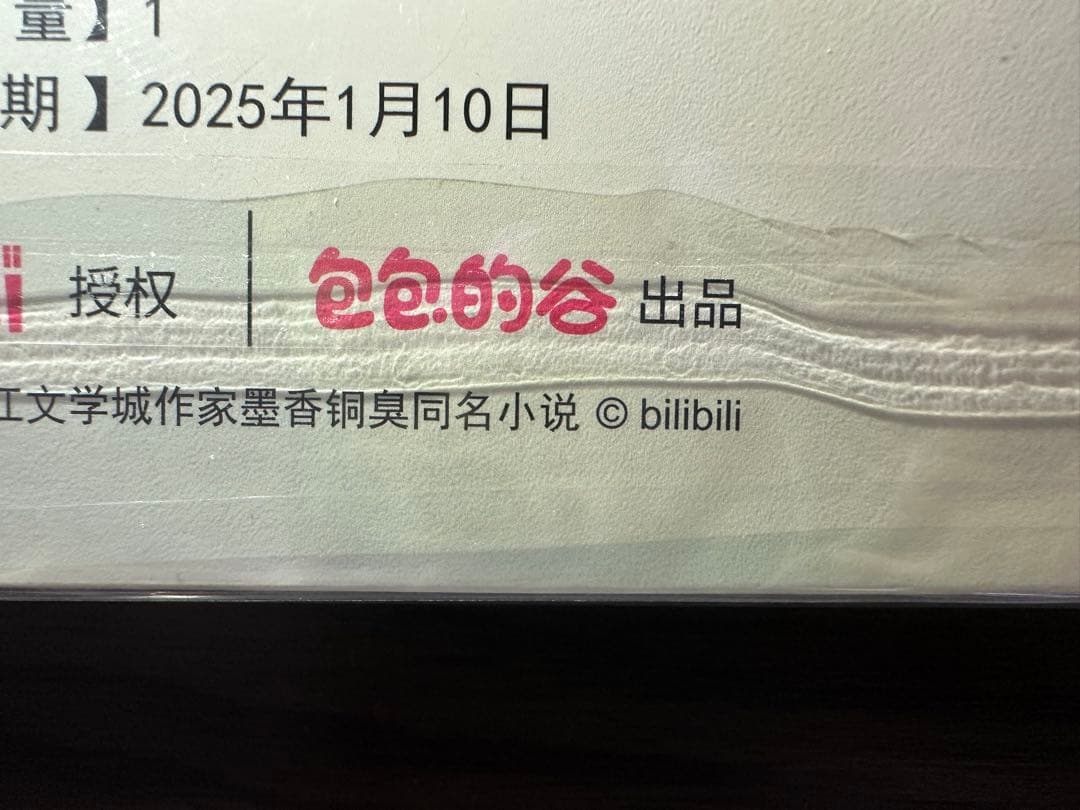 量】1
期】2025年1月10日
i 授权 | 包包的谷 出品
江文学城作家墨香铜臭同名小说 © bilibili